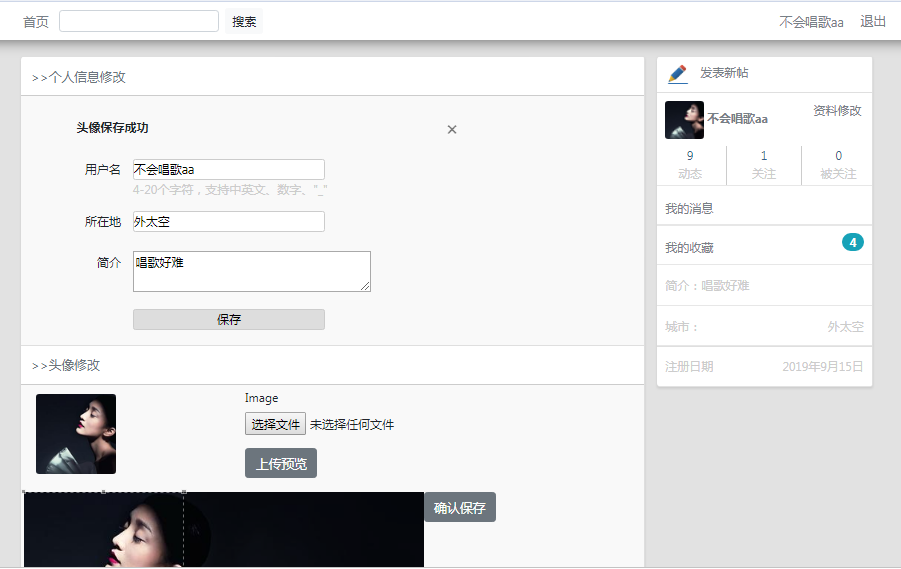 首页 搜索 不会唱歌aa 退出
>>个人信息修改
头像保存成功 ×
用户名 不会唱歌aa
4-20个字符，支持中英文、数字、"_"
所在地 外太空
简介 唱歌好难
保存
>>头像修改
Image
选择文件 未选择任何文件
上传预览
确认保存
发表新帖
不会唱歌aa 资料修改
9 1 0
动态 关注 被关注
我的消息
我的收藏 4
简介：唱歌好难
城市： 外太空
注册日期 2019年9月15日